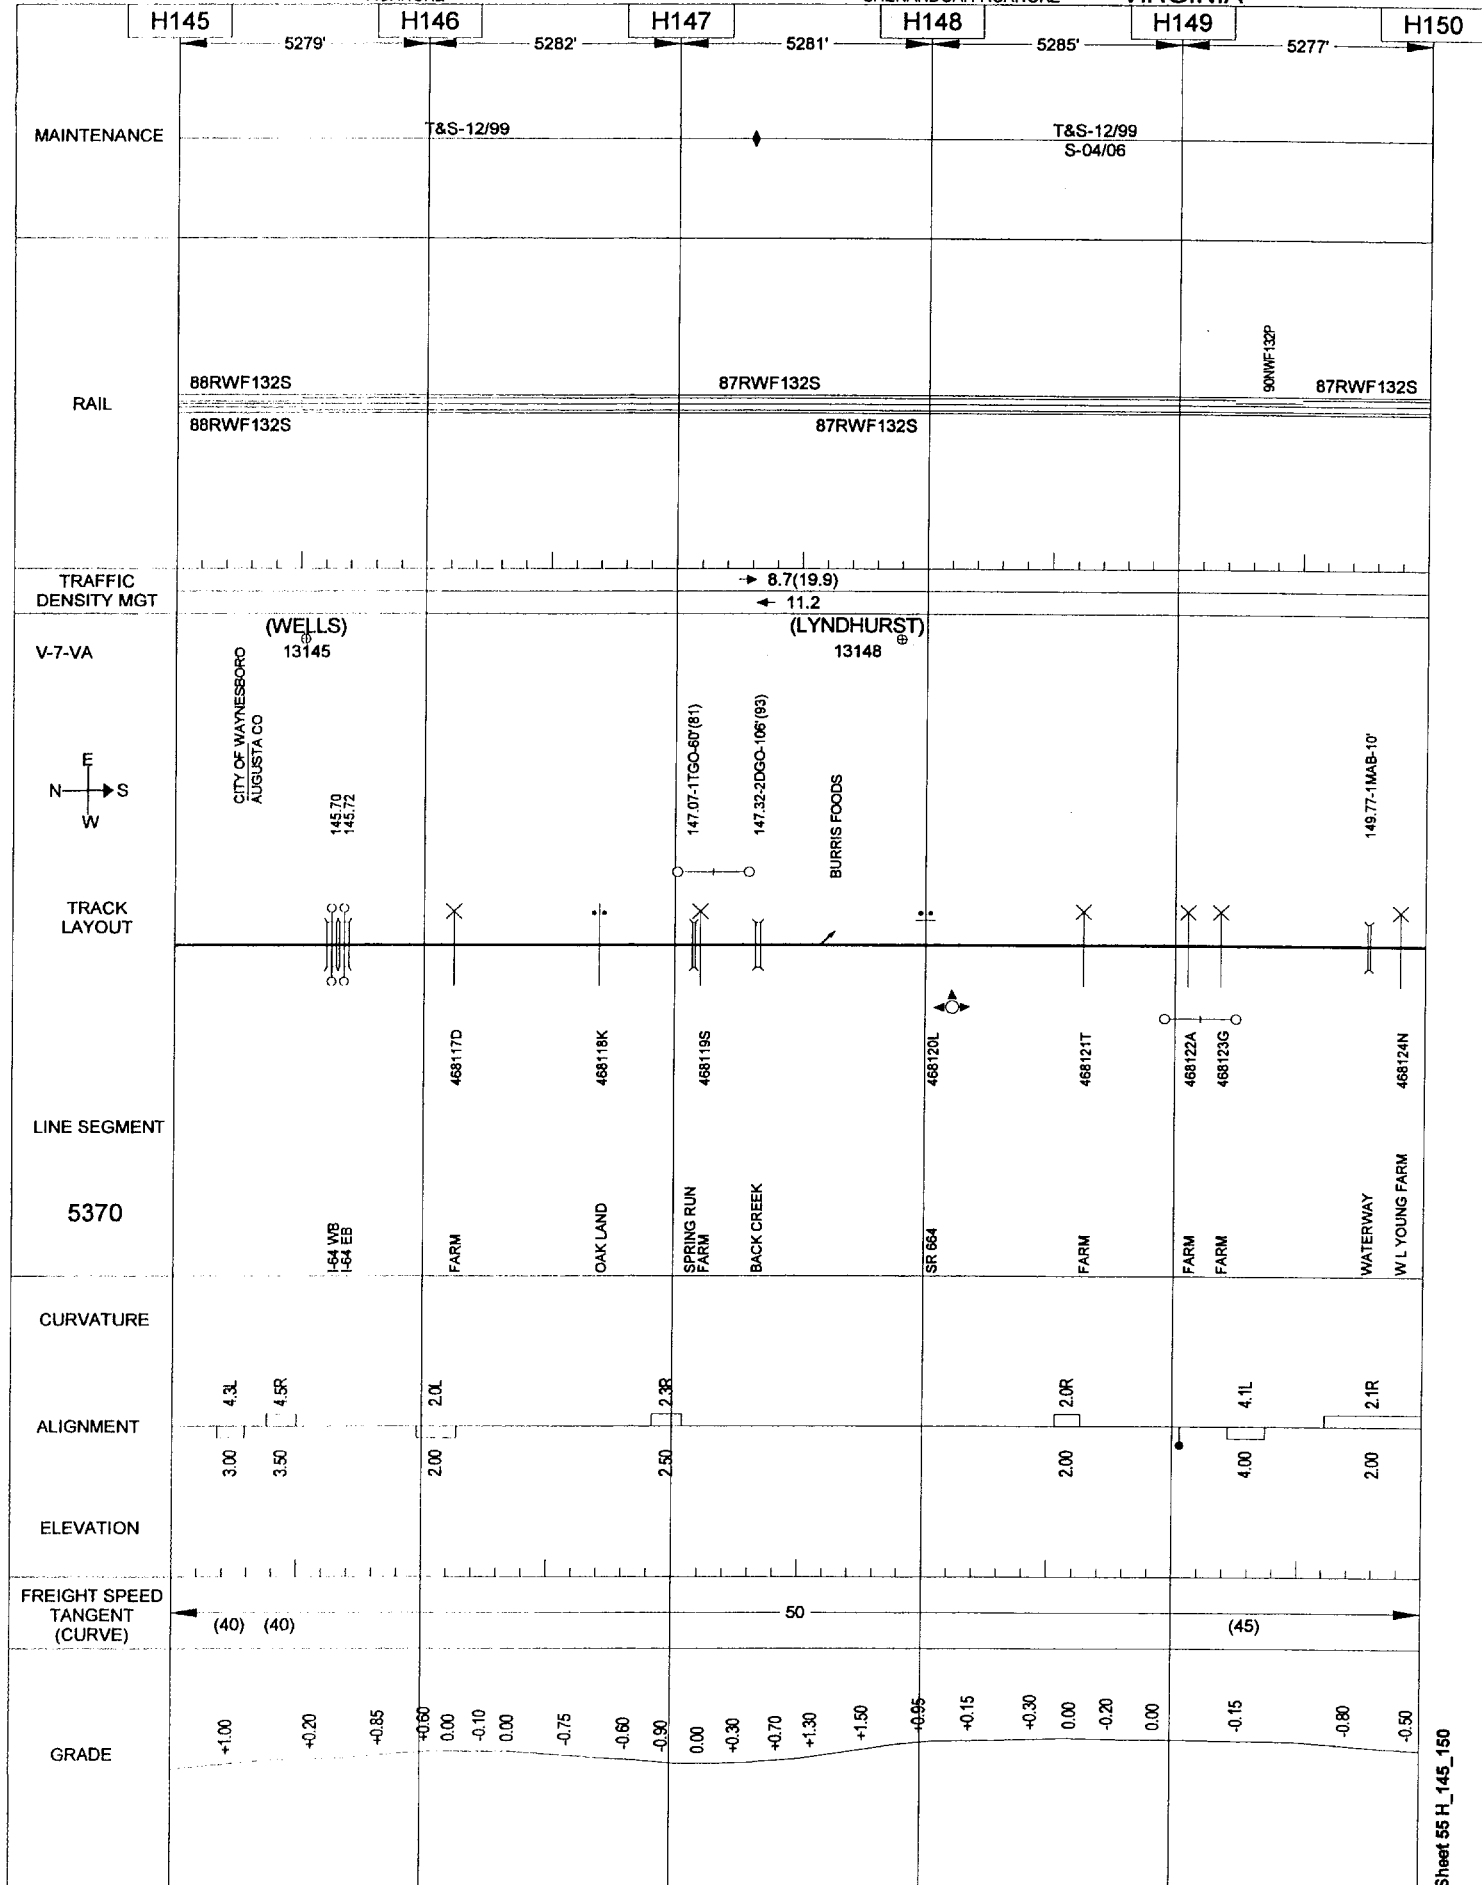 VIRGINIA
H145 H146 H147 H148 H149 H150
5279' 5282' 5281' 5285' 5277'
MAINTENANCE
T&S-12/99 T&S-12/99
S-04/06
RAIL
90NWF132P
88RWF132S 87RWF132S 87RWF132S
88RWF132S 87RWF132S
TRAFFIC
DENSITY MGT
8.7(19.9)
11.2
V-7-VA
(WELLS) (LYNDHURST)
13145 13148
CITY OF WAYNESBORO
AUGUSTA CO
E
N S
W
145.70
145.72
147.07-1TGO-60'(81)
147.32-2DGO-106'(93)
BURRIS FOODS
149.77-1MAB-10'
TRACK
LAYOUT
468117D
468118K
468119S
468120L
468121T
468122A
468123G
468124N
LINE SEGMENT
5370
I-64 WB
I-64 EB
FARM
OAK LAND
SPRING RUN
FARM
BACK CREEK
SR 664
FARM
FARM
FARM
WATERWAY
W L YOUNG FARM
CURVATURE
4.3L 4.5R 2.0L 2.3R 2.0R 4.1L 2.1R
ALIGNMENT
3.00 3.50 2.00 2.50 2.00 4.00 2.00
ELEVATION
FREIGHT SPEED
TANGENT
(CURVE)
50
(40) (40) (45)
GRADE
+1.00 +0.20 +0.85 +0.60 0.00 -0.10 0.00 -0.75 -0.60 -0.90 0.00 +0.30 +0.70 +1.30 +1.50 +0.95 +0.15 +0.30 0.00 -0.20 0.00 -0.15 -0.80 -0.50
Sheet 55 H_145_150